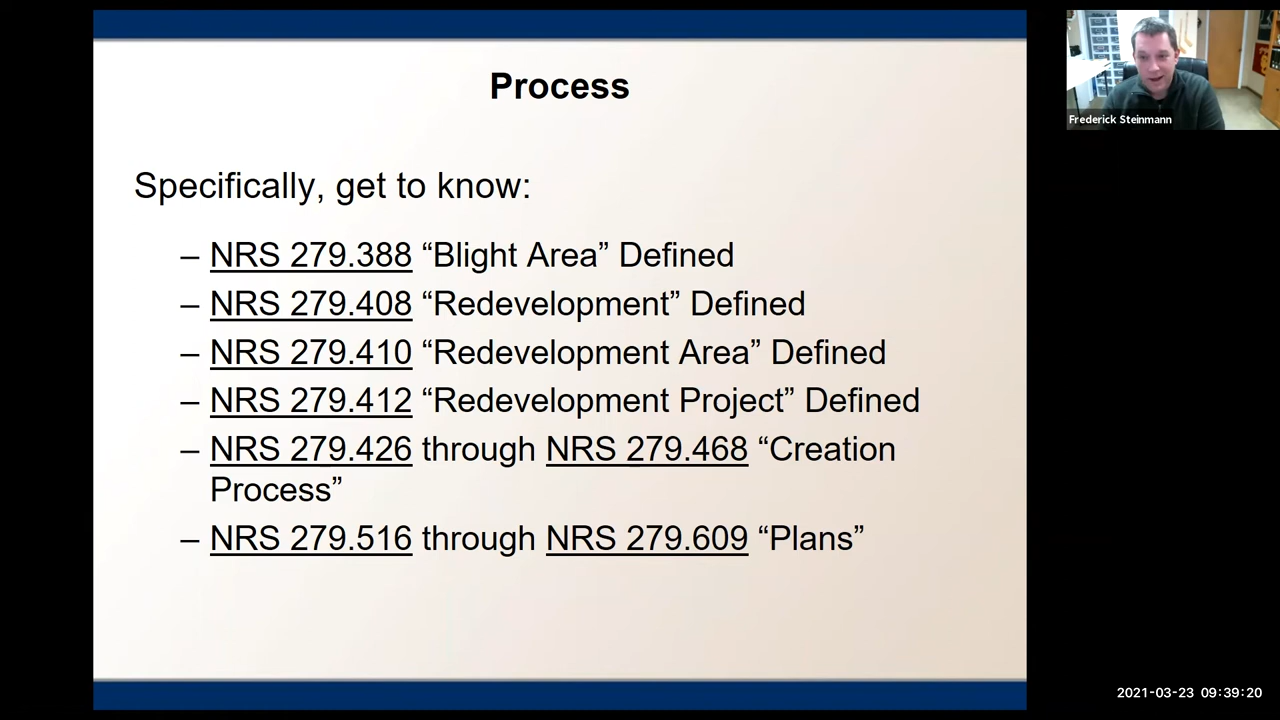 Process
Specifically, get to know:
– NRS 279.388 “Blight Area” Defined
– NRS 279.408 “Redevelopment” Defined
– NRS 279.410 “Redevelopment Area” Defined
– NRS 279.412 “Redevelopment Project” Defined
– NRS 279.426 through NRS 279.468 “Creation
Process”
– NRS 279.516 through NRS 279.609 “Plans”
Frederick Steinmann
2021-03-23 09:39:20